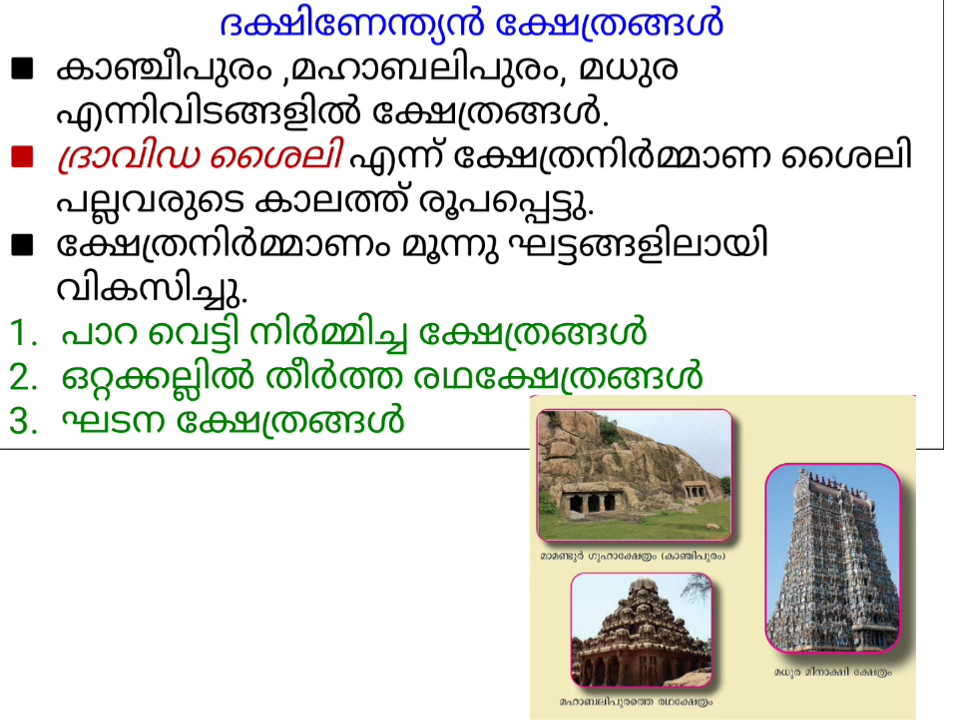 ദക്ഷിണേന്ത്യൻ ക്ഷേത്രങ്ങൾ
■ കാഞ്ചീപുരം ,മഹാബലിപുരം, മധുര
എന്നിവിടങ്ങളിൽ ക്ഷേത്രങ്ങൾ.
■ ദ്രാവിഡ ശൈലി എന്ന് ക്ഷേത്രനിർമ്മാണ ശൈലി
പല്ലവരുടെ കാലത്ത് രൂപപ്പെട്ടു.
■ ക്ഷേത്രനിർമ്മാണം മൂന്നു ഘട്ടങ്ങളിലായി
വികസിച്ചു.
1. പാറ വെട്ടി നിർമ്മിച്ച ക്ഷേത്രങ്ങൾ
2. ഒറ്റക്കല്ലിൽ തീർത്ത രഥക്ഷേത്രങ്ങൾ
3. ഘടന ക്ഷേത്രങ്ങൾ
മാമണ്ടൂർ ഗുഹാക്ഷേത്രം (കാഞ്ചിപുരം)
മഹാബലിപുരത്തെ രഥക്ഷേത്രം
മധുര മീനാക്ഷി ക്ഷേത്രം